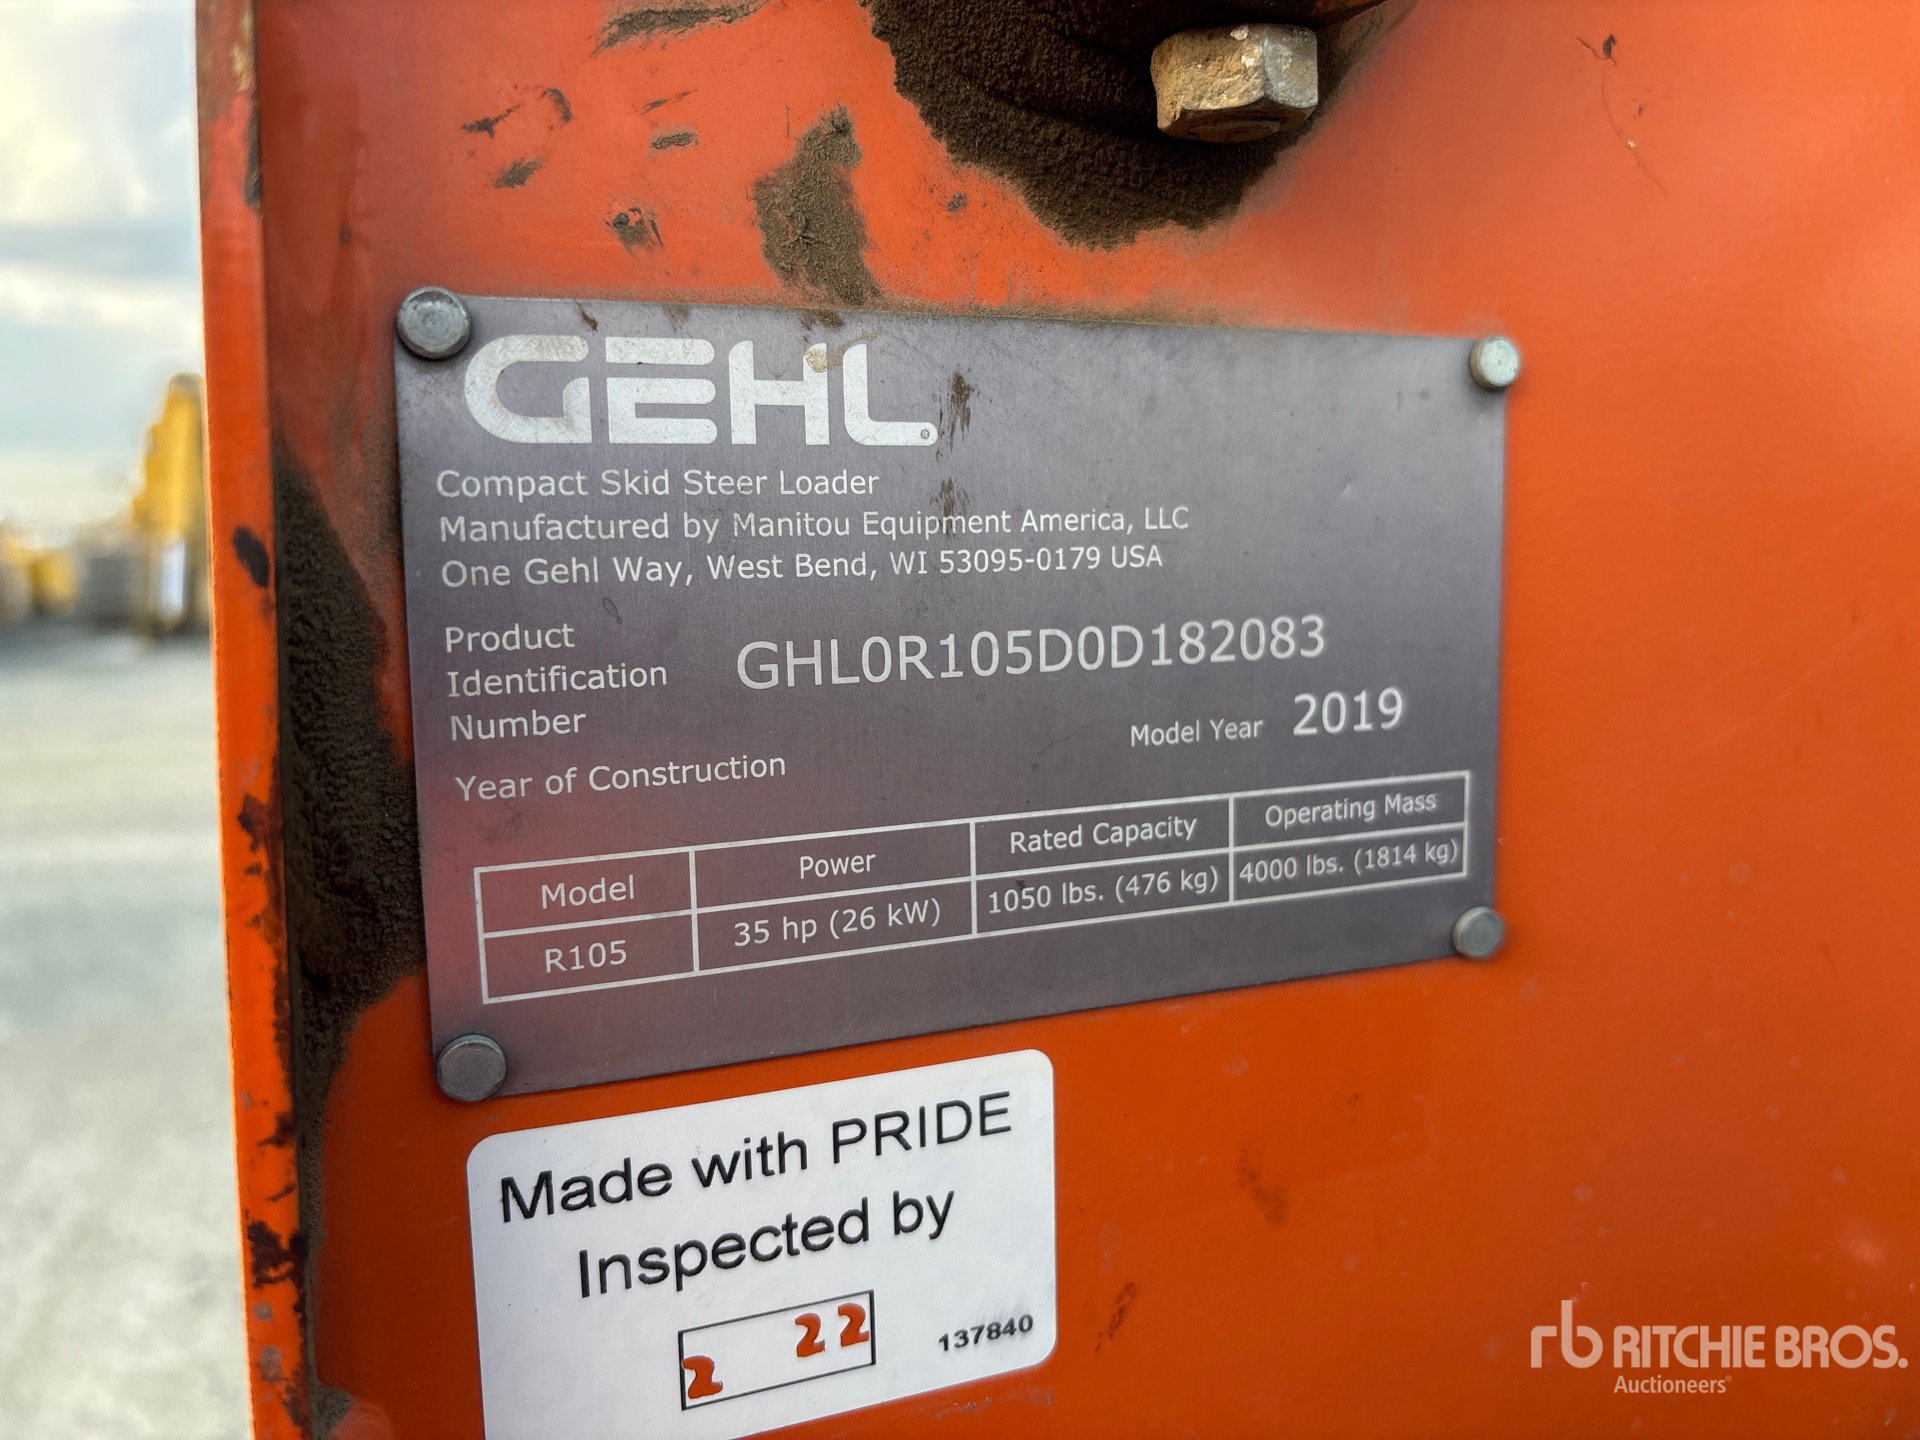 GEHL®
Compact Skid Steer Loader
Manufactured by Manitou Equipment America, LLC
One Gehl Way, West Bend, WI 53095-0179 USA
Product
Identification
Number
GHL0R105D0D182083
Model Year 2019
Year of Construction
Model Power Rated Capacity Operating Mass
R105 35 hp (26 kW) 1050 lbs. (476 kg) 4000 lbs. (1814 kg)
Made with PRIDE
Inspected by
2 22
137840
rb RITCHIE BROS.
Auctioneers®